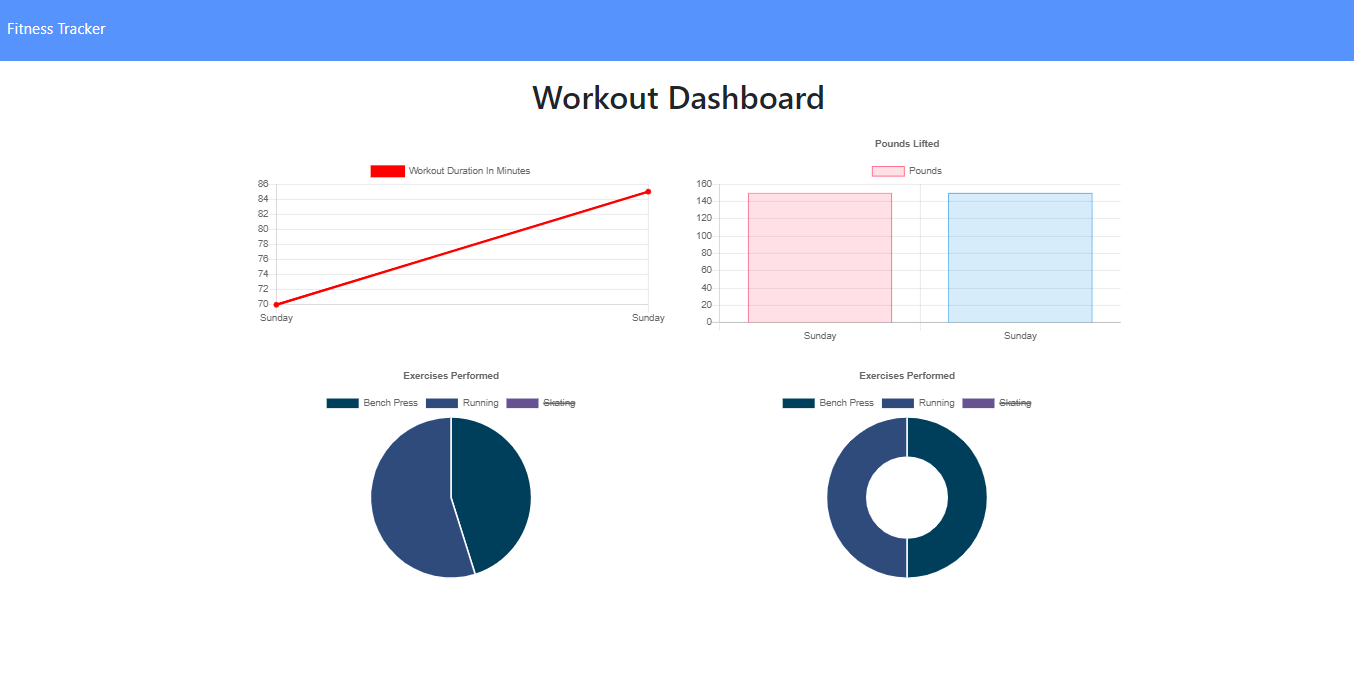 Fitness Tracker
Workout Dashboard
Workout Duration In Minutes
86
84
82
80
78
76
74
72
70
Sunday Sunday
Pounds Lifted
Pounds
160
140
120
100
80
60
40
20
0
Sunday Sunday
Exercises Performed
Bench Press Running Skating
Exercises Performed
Bench Press Running Skating